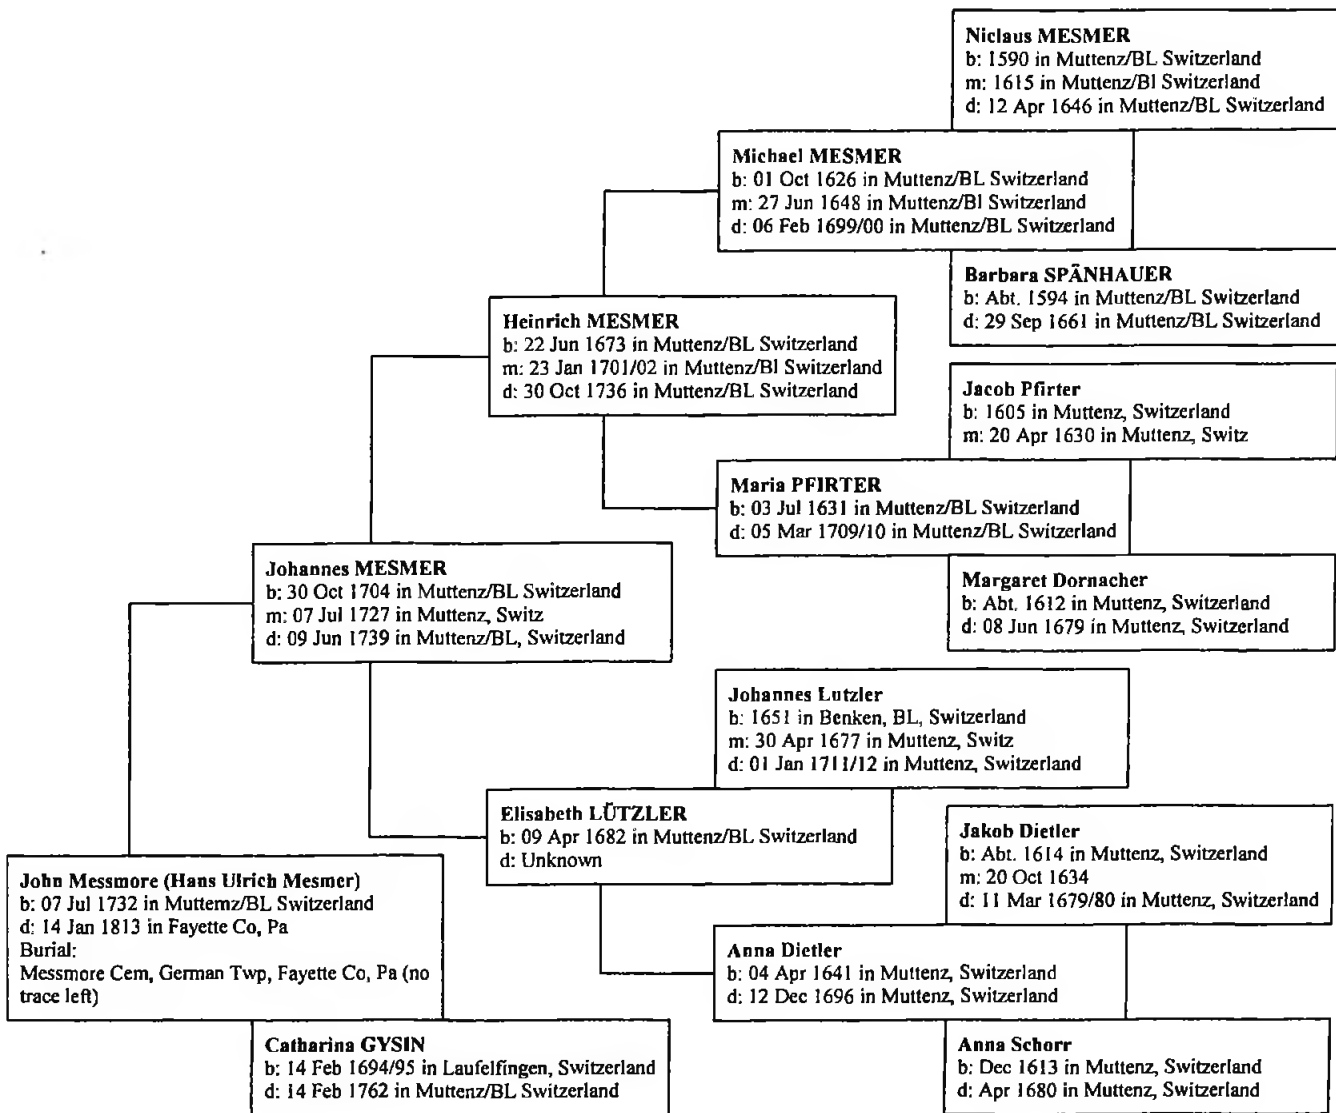 Niclaus MESMER
b: 1590 in Muttenz/BL Switzerland
m: 1615 in Muttenz/Bl Switzerland
d: 12 Apr 1646 in Muttenz/BL Switzerland
Michael MESMER
b: 01 Oct 1626 in Muttenz/BL Switzerland
m: 27 Jun 1648 in Muttenz/Bl Switzerland
d: 06 Feb 1699/00 in Muttenz/BL Switzerland
Barbara SPÄNHAUER
b: Abt. 1594 in Muttenz/BL Switzerland
d: 29 Sep 1661 in Muttenz/BL Switzerland
Heinrich MESMER
b: 22 Jun 1673 in Muttenz/BL Switzerland
m: 23 Jan 1701/02 in Muttenz/Bl Switzerland
d: 30 Oct 1736 in Muttenz/BL Switzerland
Jacob Pfirter
b: 1605 in Muttenz, Switzerland
m: 20 Apr 1630 in Muttenz, Switz
Maria PFIRTER
b: 03 Jul 1631 in Muttenz/BL Switzerland
d: 05 Mar 1709/10 in Muttenz/BL Switzerland
Margaret Dornacher
b: Abt. 1612 in Muttenz, Switzerland
d: 08 Jun 1679 in Muttenz, Switzerland
Johannes MESMER
b: 30 Oct 1704 in Muttenz/BL Switzerland
m: 07 Jul 1727 in Muttenz, Switz
d: 09 Jun 1739 in Muttenz/BL, Switzerland
Johannes Lutzler
b: 1651 in Benken, BL, Switzerland
m: 30 Apr 1677 in Muttenz, Switz
d: 01 Jan 1711/12 in Muttenz, Switzerland
Elisabeth LÜTZLER
b: 09 Apr 1682 in Muttenz/BL Switzerland
d: Unknown
Jakob Dietler
b: Abt. 1614 in Muttenz, Switzerland
m: 20 Oct 1634
d: 11 Mar 1679/80 in Muttenz, Switzerland
Anna Dietler
b: 04 Apr 1641 in Muttenz, Switzerland
d: 12 Dec 1696 in Muttenz, Switzerland
Anna Schorr
b: Dec 1613 in Muttenz, Switzerland
d: Apr 1680 in Muttenz, Switzerland
John Messmore (Hans Ulrich Mesmer)
b: 07 Jul 1732 in Muttemz/BL Switzerland
d: 14 Jan 1813 in Fayette Co, Pa
Burial:
Messmore Cem, German Twp, Fayette Co, Pa (no
trace left)
Catharina GYSIN
b: 14 Feb 1694/95 in Laufelfingen, Switzerland
d: 14 Feb 1762 in Muttenz/BL Switzerland